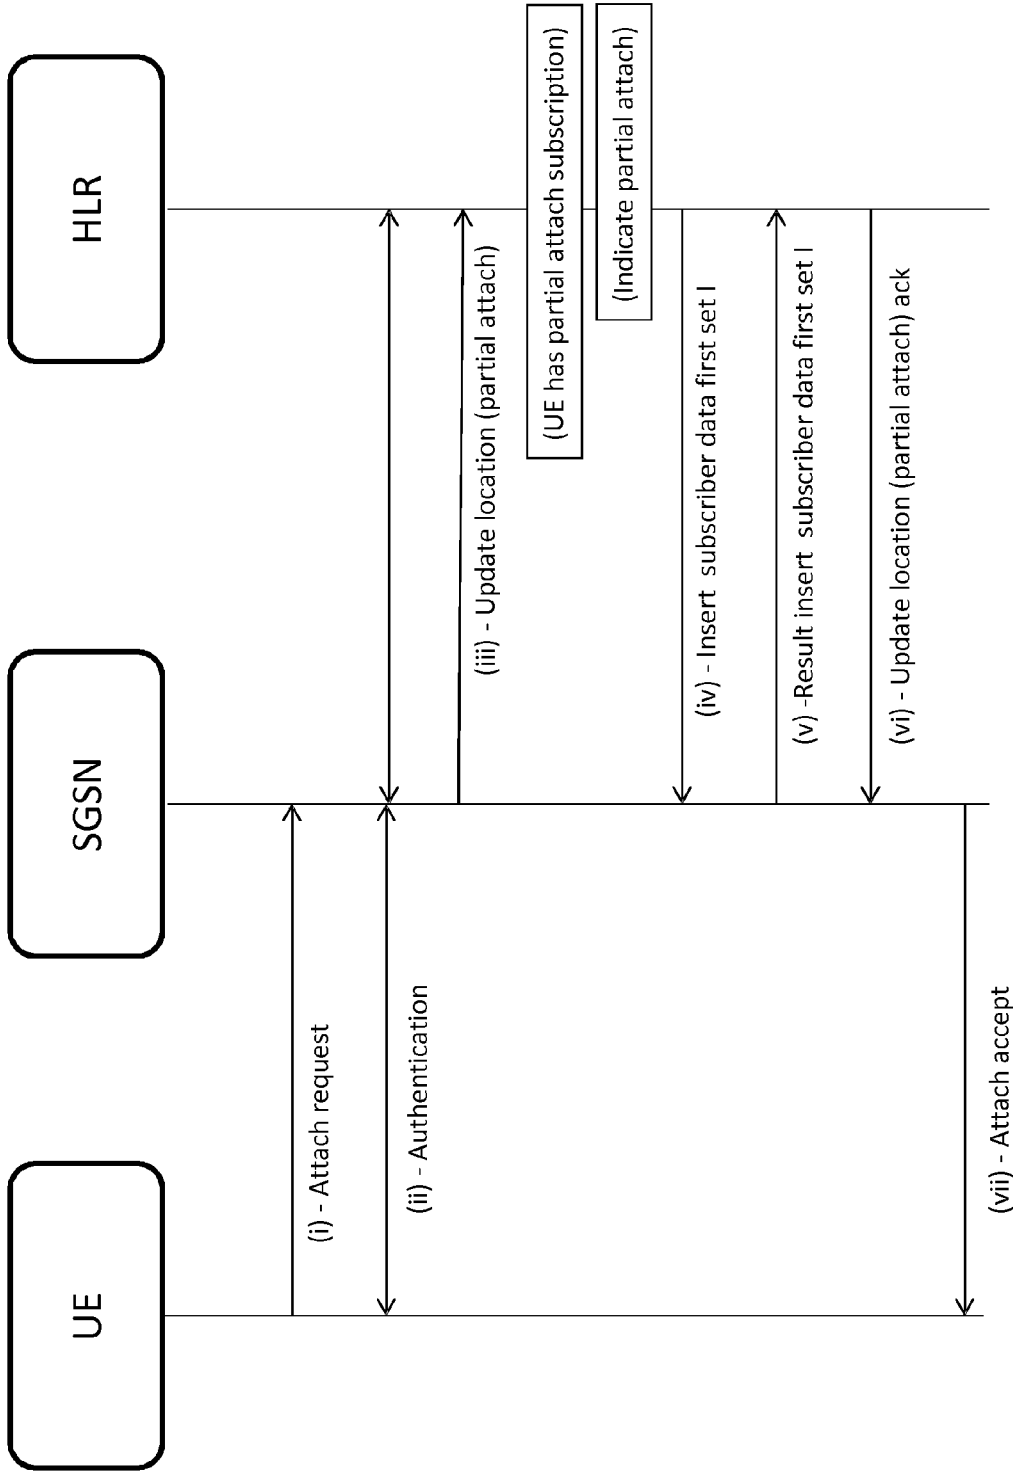 UE
SGSN
HLR
(i) - Attach request
(ii) - Authentication
(iii) - Update location (partial attach)
(UE has partial attach subscription)
(Indicate partial attach)
(iv) - Insert subscriber data first set I
(v) -Result insert subscriber data first set I
(vi) - Update location (partial attach) ack
(vii) - Attach accept